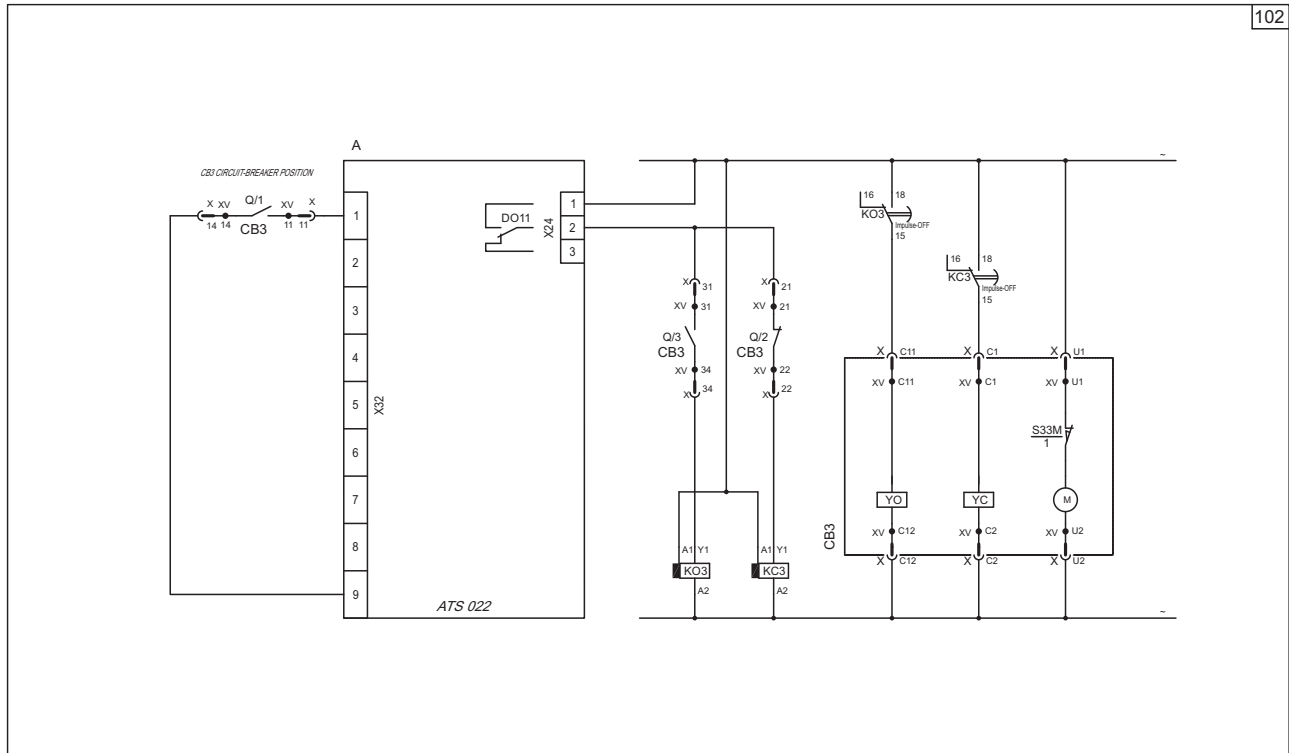 102
A
CB3 CIRCUIT-BREAKER POSITION
~
X XV Q/1 XV X
14 14 CB3 11 11
1
2
3
4
5
6
7
8
9
X32
DO11
X24
1
2
3
ATS 022
X 31
XV 31
Q/3
CB3
XV 34
X 34
X 21
XV 21
Q/2
CB3
XV 22
X 22
A1 Y1
KO3
A2
A1 Y1
KC3
A2
16 18
KO3
Impulse-OFF
15
16 18
KC3
Impulse-OFF
15
X C11
XV C11
YO
XV C12
X C12
X C1
XV C1
YC
XV C2
X C2
X U1
XV U1
S33M
1
M
XV U2
X U2
CB3
~